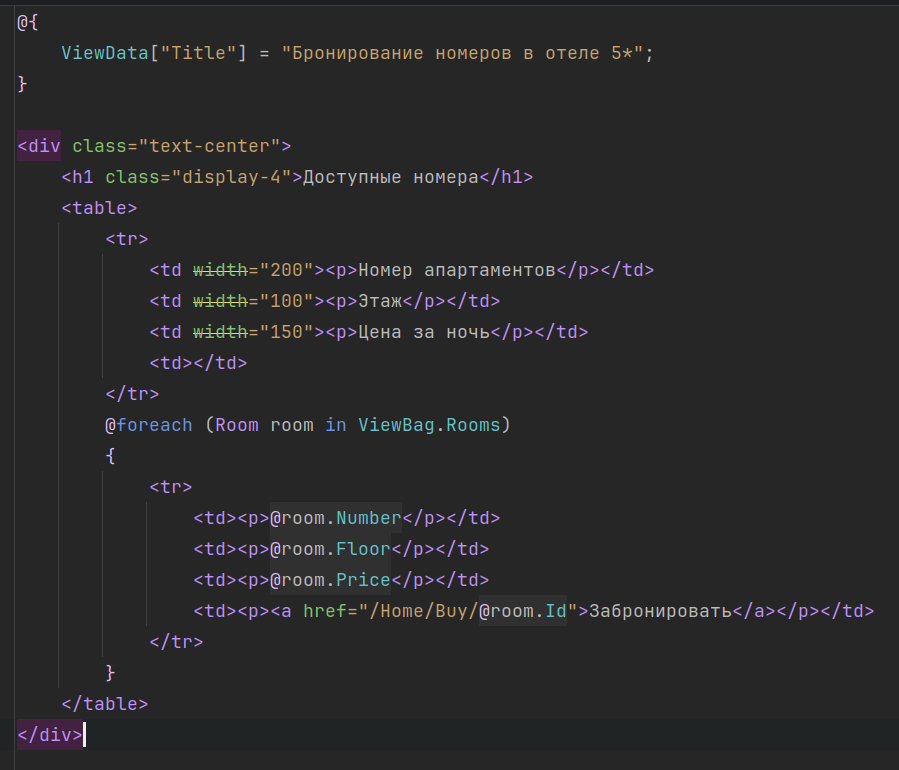 @{
    ViewData["Title"] = "Бронирование номеров в отеле 5*";
}

<div class="text-center">
    <h1 class="display-4">Доступные номера</h1>
    <table>
        <tr>
            <td width="200"><p>Номер апартаментов</p></td>
            <td width="100"><p>Этаж</p></td>
            <td width="150"><p>Цена за ночь</p></td>
            <td></td>
        </tr>
        @foreach (Room room in ViewBag.Rooms)
        {
            <tr>
                <td><p>@room.Number</p></td>
                <td><p>@room.Floor</p></td>
                <td><p>@room.Price</p></td>
                <td><p><a href="/Home/Buy/@room.Id">Забронировать</a></p></td>
            </tr>
        }
    </table>
</div>